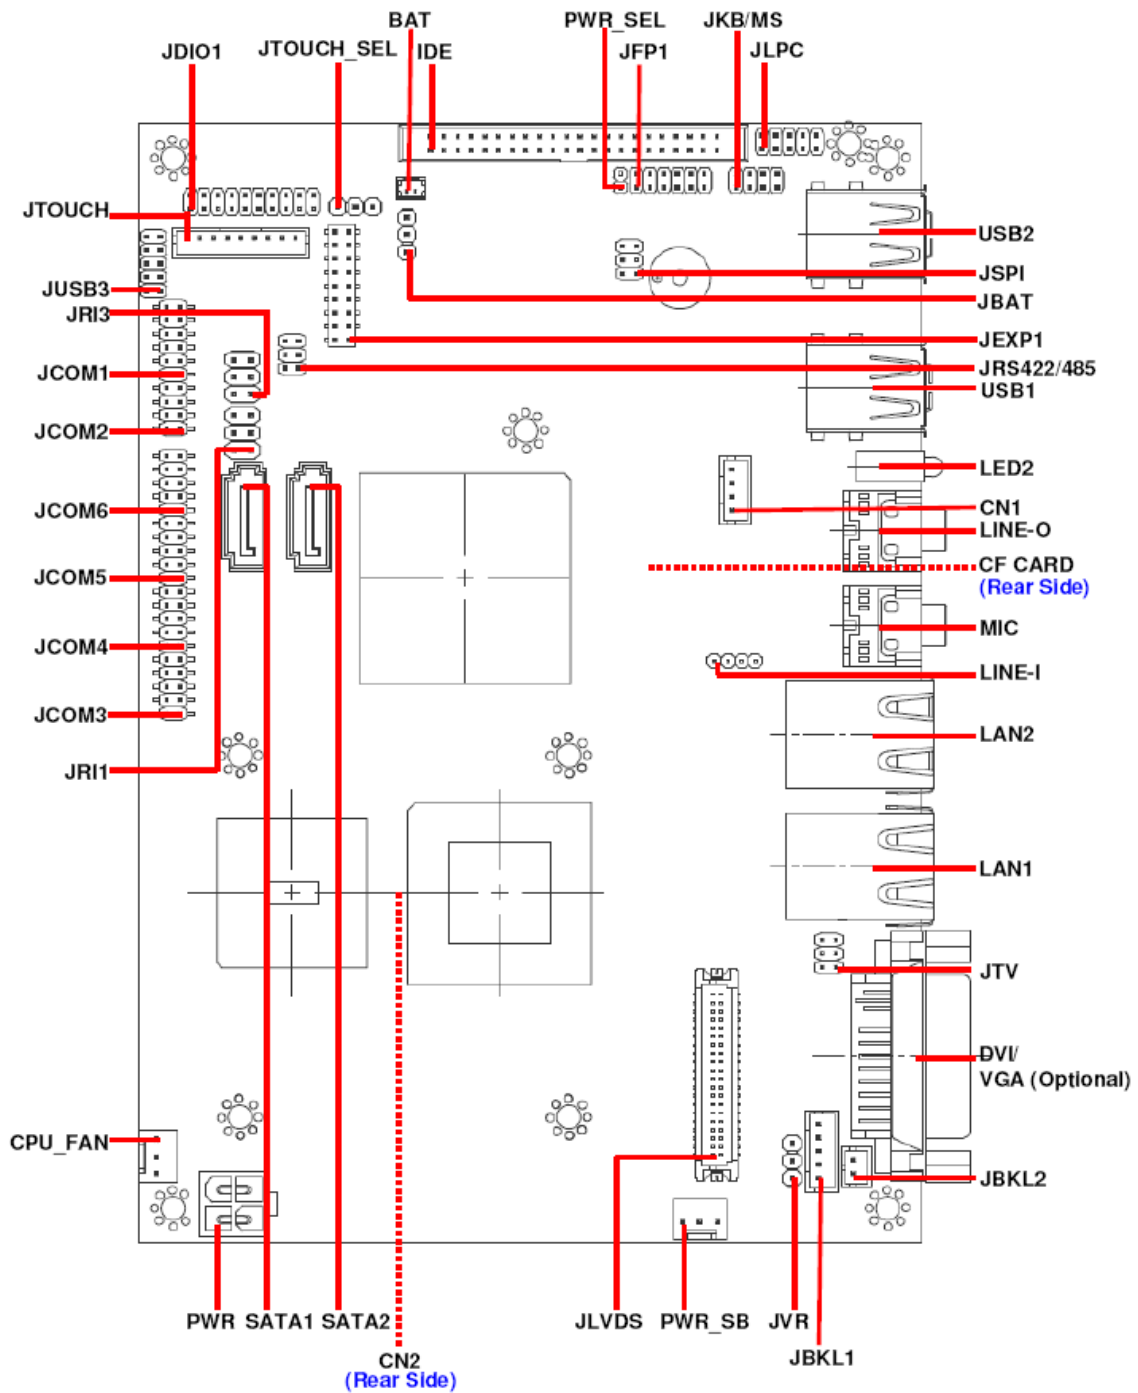 BAT
PWR_SEL
JKB/MS
JDIO1
JTOUCH_SEL
IDE
JFP1
JLPC
JTOUCH
USB2
JSPI
JUSB3
JBAT
JRI3
JEXP1
JCOM1
JRS422/485
USB1
JCOM2
LED2
CN1
JCOM6
LINE-O
CF CARD
(Rear Side)
JCOM5
MIC
JCOM4
LINE-I
JCOM3
LAN2
JRI1
LAN1
JTV
DVI/
VGA (Optional)
CPU_FAN
JBKL2
PWR
SATA1
SATA2
JLVDS
PWR_SB
JVR
JBKL1
CN2
(Rear Side)